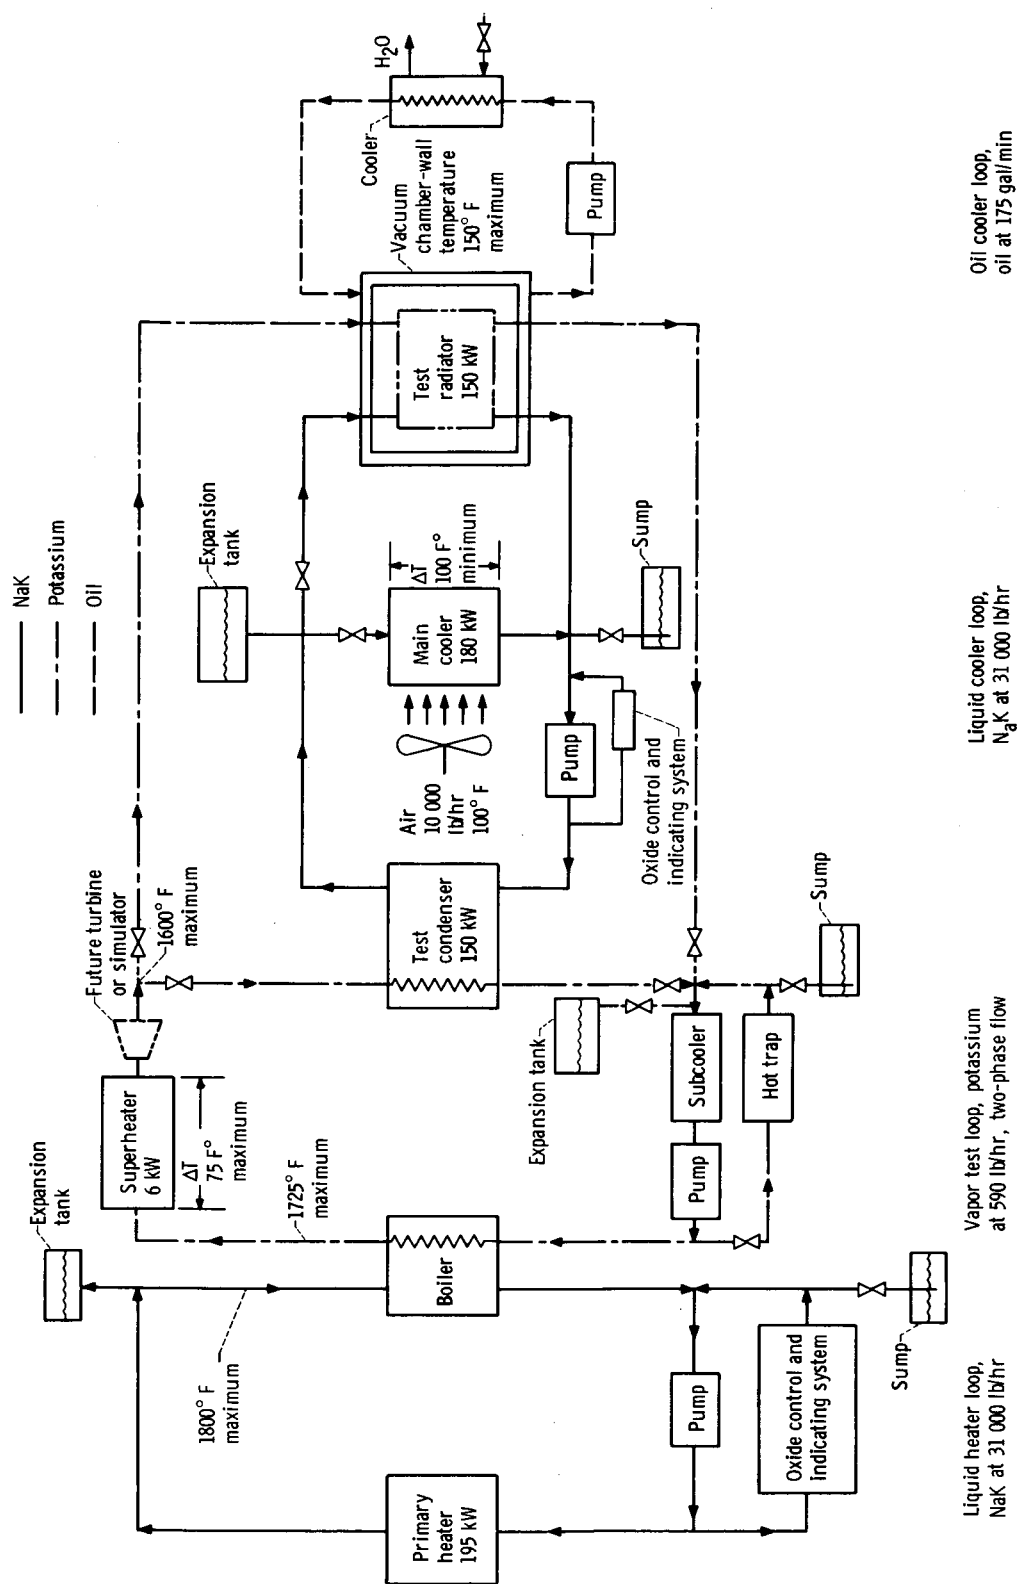 NaK
Potassium
Oil
Expansion
tank
1800° F
maximum
Primary
heater
195 kW
Boiler
1725° F
maximum
Superheater
6 kW
ΔT
75 F°
maximum
Future turbine
or simulator
1600° F
maximum
Test
condenser
150 kW
Expansion tank
Subcooler
Pump
Hot trap
Sump
Pump
Oxide control and
indicating system
Sump
Expansion
tank
Air
10 000
lb/hr
100° F
Main
cooler
180 kW
ΔT
100 F°
minimum
Pump
Oxide control and
indicating system
Sump
Test
radiator
150 kW
Vacuum
chamber-wall
temperature
150° F
maximum
Cooler
H2O
Pump
Liquid heater loop,
NaK at 31 000 lb/hr
Vapor test loop, potassium
at 590 lb/hr, two-phase flow
Liquid cooler loop,
NaK at 31 000 lb/hr
Oil cooler loop,
oil at 175 gal/min